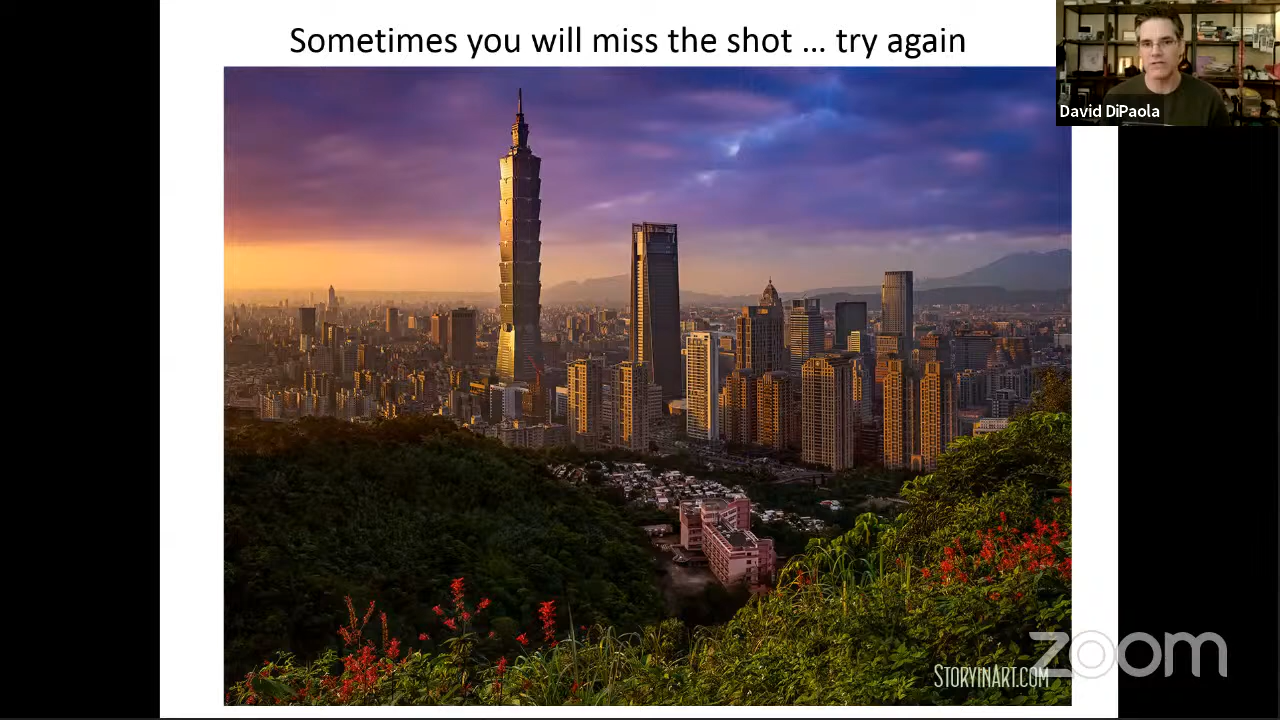 Sometimes you will miss the shot ... try again
David DiPaola
STORYINART.COM
zoom